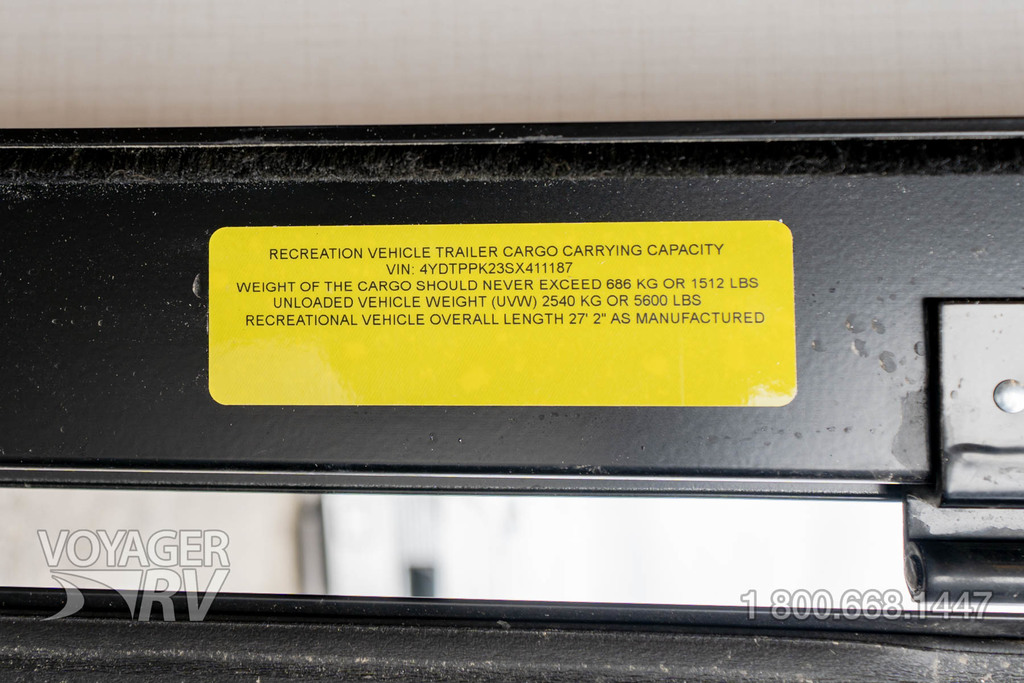 RECREATION VEHICLE TRAILER CARGO CARRYING CAPACITY
VIN: 4YDTPPK23SX411187
WEIGHT OF THE CARGO SHOULD NEVER EXCEED 686 KG OR 1512 LBS
UNLOADED VEHICLE WEIGHT (UVW) 2540 KG OR 5600 LBS
RECREATIONAL VEHICLE OVERALL LENGTH 27' 2" AS MANUFACTURED
VOYAGER
RV
1 800.668.1447